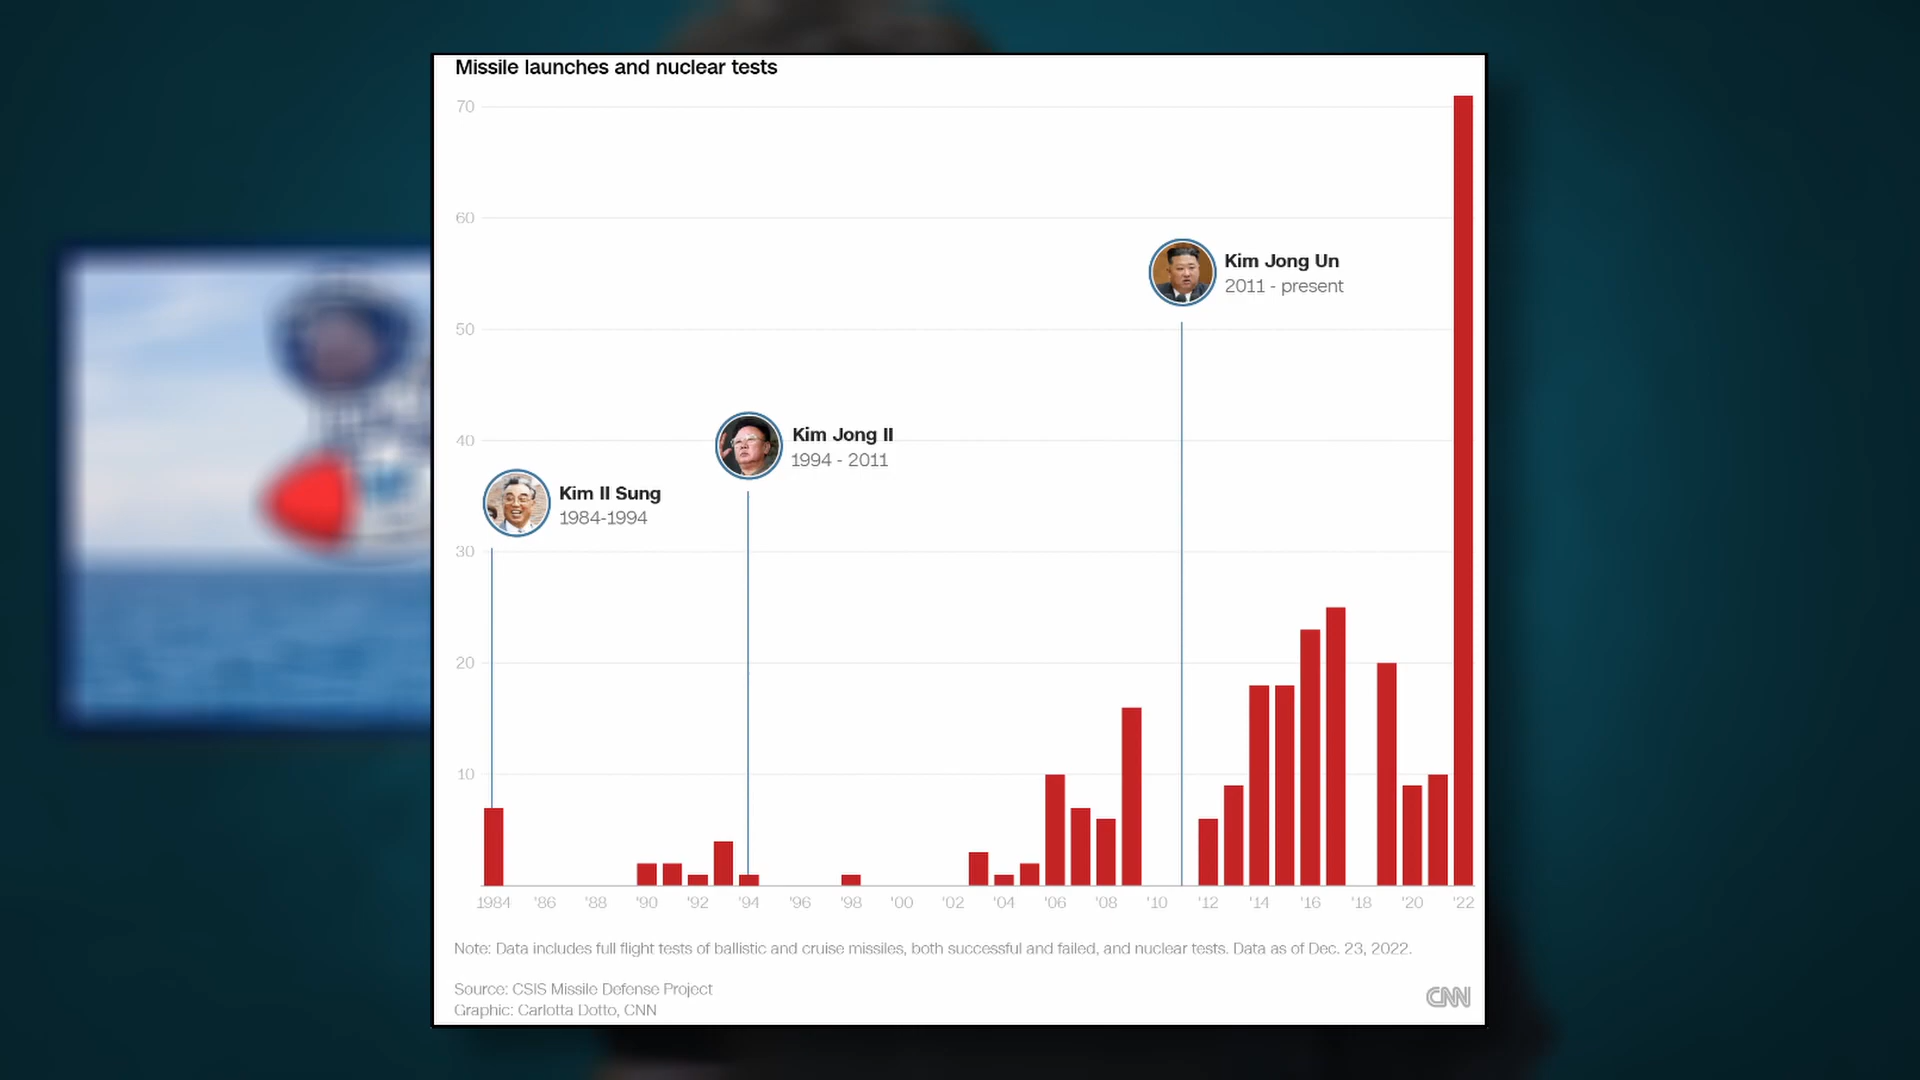 Missile launches and nuclear tests
70
60
Kim Jong Un
2011 - present
50
Kim Jong Il
40
1994 - 2011
Kim Il Sung
1984-1994
30
20
10
1984 '86 '88 '90 '92 '94 '96 '98 '00 '02 '04 '06 '08 '10 '12 '14 '16 '18 '20 '22
Note: Data includes full flight tests of ballistic and cruise missiles, both successful and failed, and nuclear tests. Data as of Dec. 23, 2022.
Source: CSIS Missile Defense Project
CNN
Graphic: Carlotta Dotto, CNN